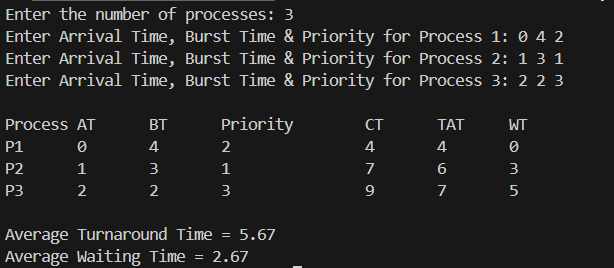 Enter the number of processes: 3
Enter Arrival Time, Burst Time & Priority for Process 1: 0 4 2
Enter Arrival Time, Burst Time & Priority for Process 2: 1 3 1
Enter Arrival Time, Burst Time & Priority for Process 3: 2 2 3
Process AT BT Priority CT TAT WT
P1 0 4 2 4 4 0
P2 1 3 1 7 6 3
P3 2 2 3 9 7 5
Average Turnaround Time = 5.67
Average Waiting Time = 2.67